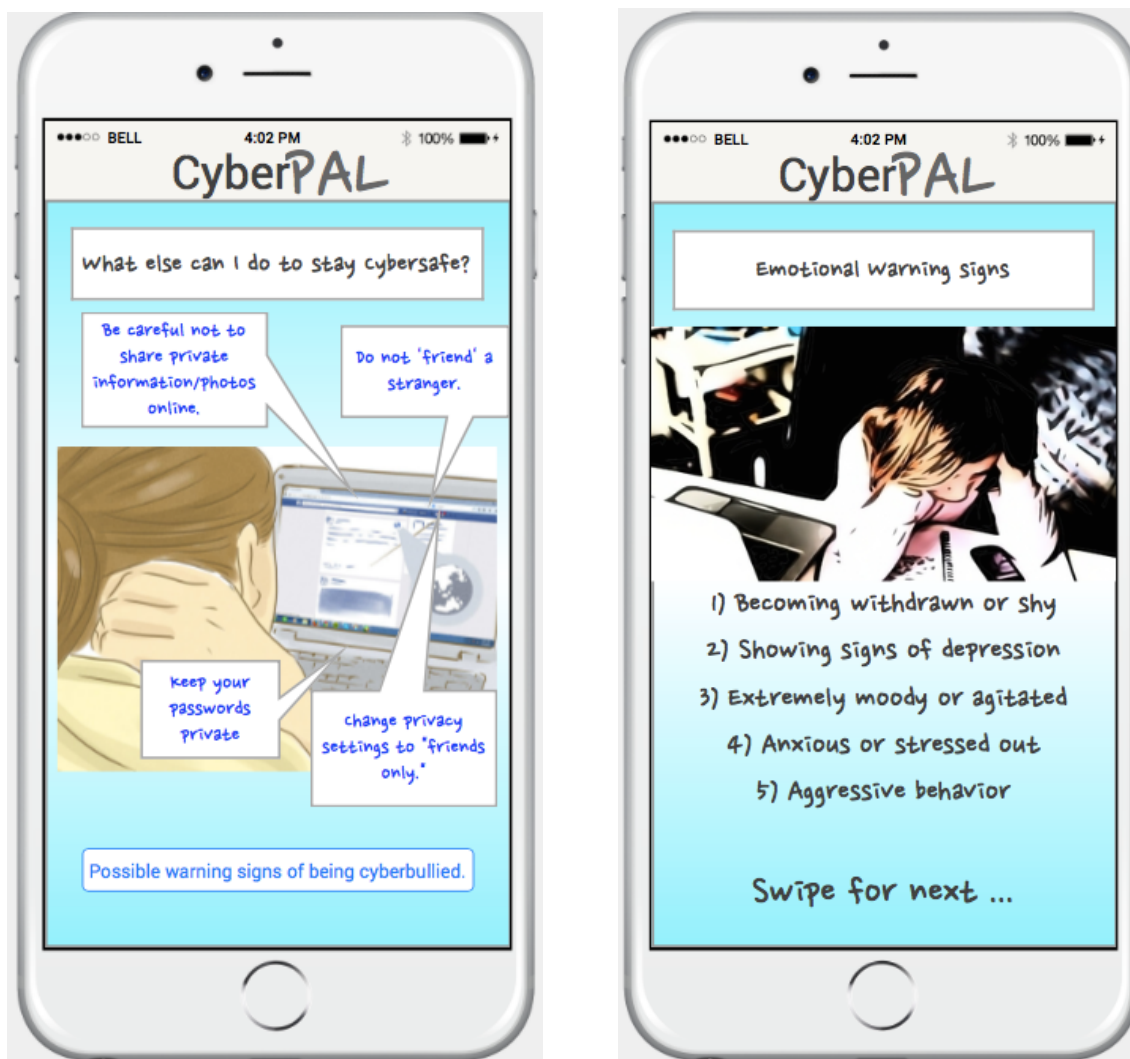 BELL 4:02 PM 100%
CyberPAL
What else can I do to stay cybersafe?
Be careful not to
share private
information/photos
online.
Do not 'friend' a
stranger.
Keep your
passwords
private
Change privacy
settings to "friends
only."
Possible warning signs of being cyberbullied.
BELL 4:02 PM 100%
CyberPAL
Emotional Warning signs
1) Becoming withdrawn or shy
2) Showing signs of depression
3) Extremely moody or agitated
4) Anxious or stressed out
5) Aggressive behavior
Swipe for next ...